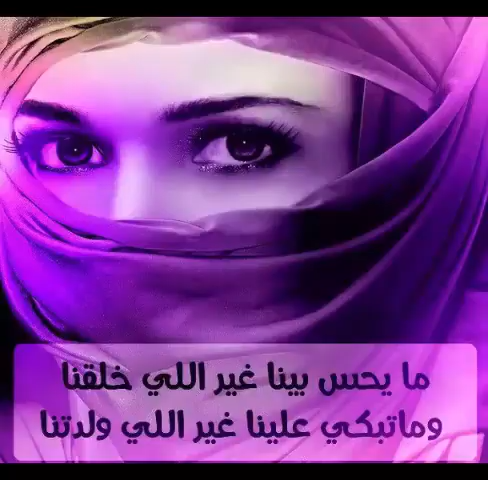 ما يحس بينا غير اللي خلقنا
وماتبكي علينا غير اللي ولدتنا